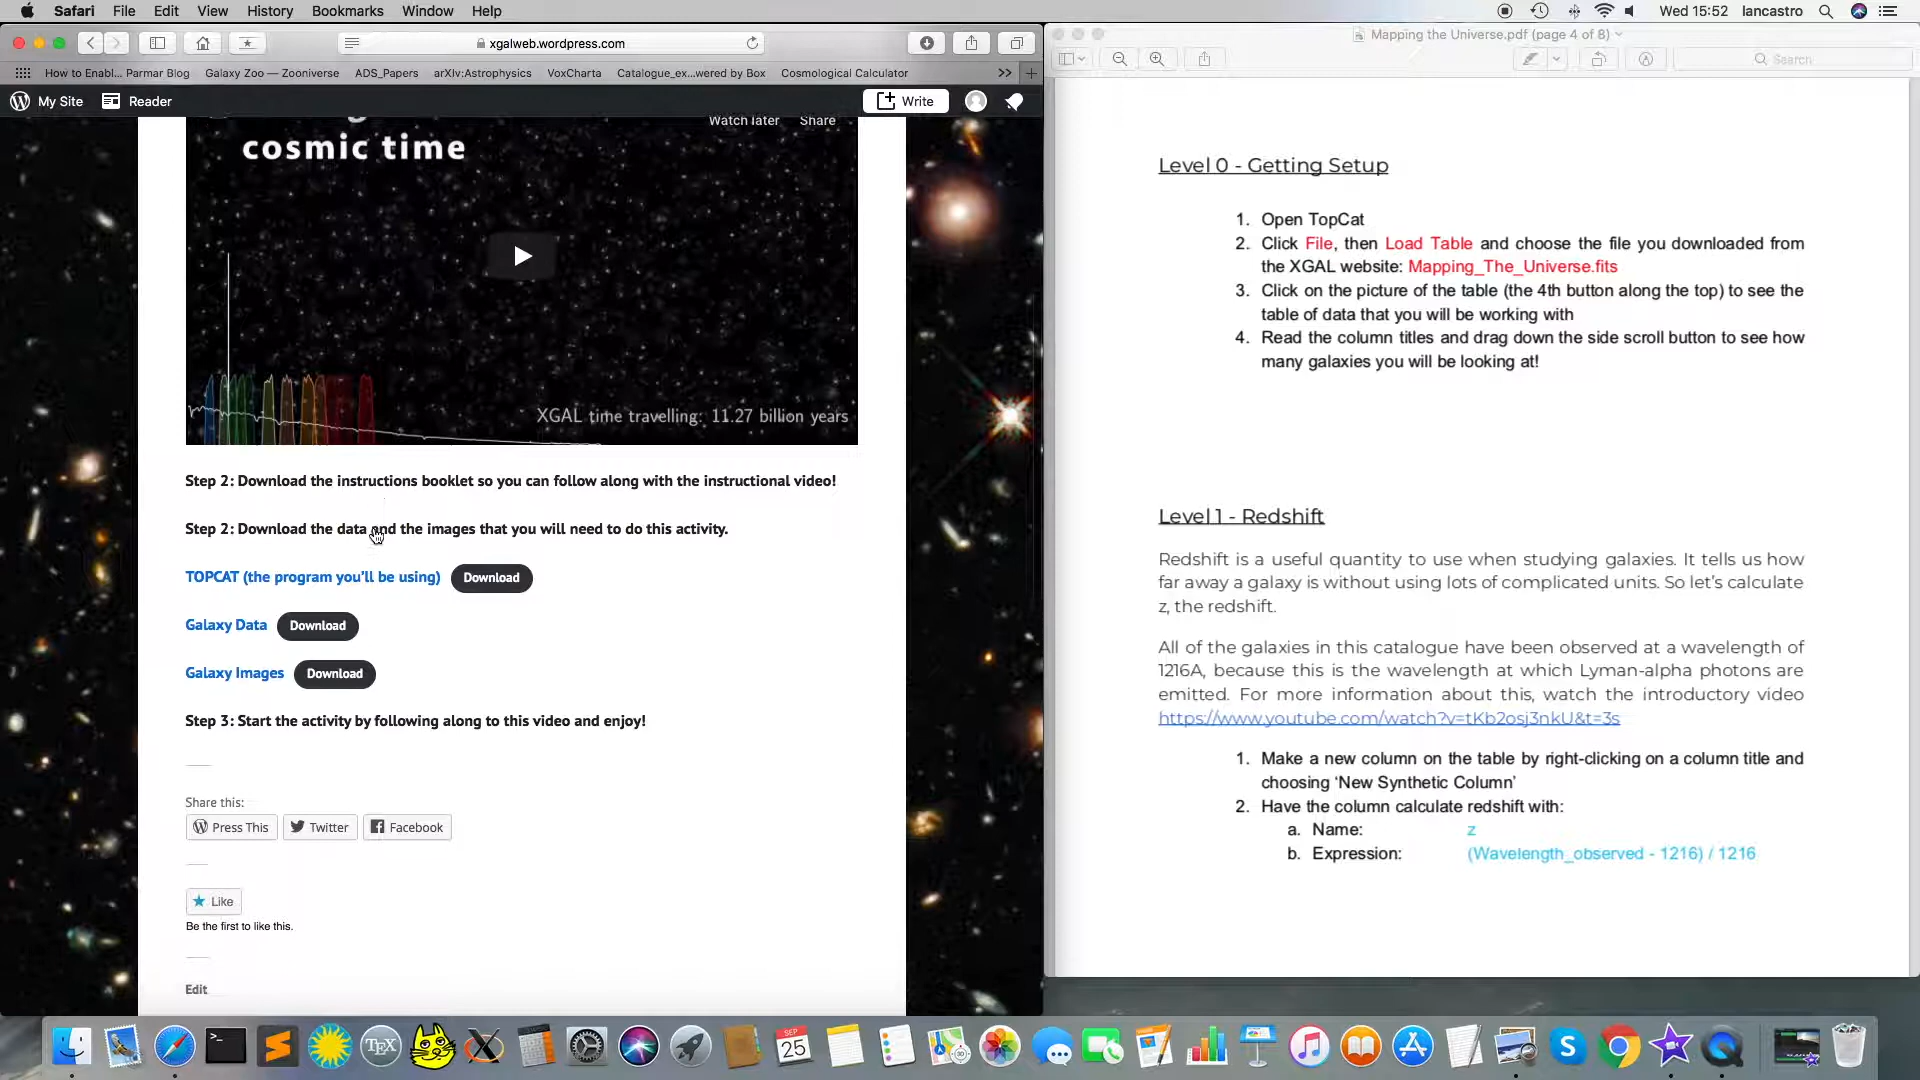 Safari File Edit View History Bookmarks Window Help
Wed 15:52 lancastro
xgalweb.wordpress.com
Mapping the Universe.pdf (page 4 of 8)
Search
How to Enabl... Parmar Blog Galaxy Zoo — Zooniverse ADS_Papers arXIv:Astrophysics VoxCharta Catalogue_ex...wered by Box Cosmological Calculator
My Site Reader Write
Watch later Share
cosmic time
XGAL time travelling: 11.27 billion years
Step 2: Download the instructions booklet so you can follow along with the instructional video!
Step 2: Download the data and the images that you will need to do this activity.
TOPCAT (the program you'll be using) Download
Galaxy Data Download
Galaxy Images Download
Step 3: Start the activity by following along to this video and enjoy!
Share this:
Press This Twitter Facebook
Like
Be the first to like this.
Edit
Level 0 - Getting Setup
1. Open TopCat
2. Click File, then Load Table and choose the file you downloaded from
the XGAL website: Mapping_The_Universe.fits
3. Click on the picture of the table (the 4th button along the top) to see the
table of data that you will be working with
4. Read the column titles and drag down the side scroll button to see how
many galaxies you will be looking at!
Level 1 - Redshift
Redshift is a useful quantity to use when studying galaxies. It tells us how
far away a galaxy is without using lots of complicated units. So let's calculate
z, the redshift.
All of the galaxies in this catalogue have been observed at a wavelength of
1216A, because this is the wavelength at which Lyman-alpha photons are
emitted. For more information about this, watch the introductory video
https://www.youtube.com/watch?v=tKb2osj3nkU&t=3s
1. Make a new column on the table by right-clicking on a column title and
choosing 'New Synthetic Column'
2. Have the column calculate redshift with:
a. Name: z
b. Expression: (Wavelength_observed - 1216) / 1216
TEX
SEP
25